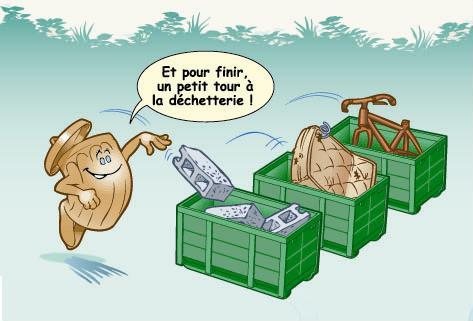 Et pour finir,
un petit tour à
la déchetterie !